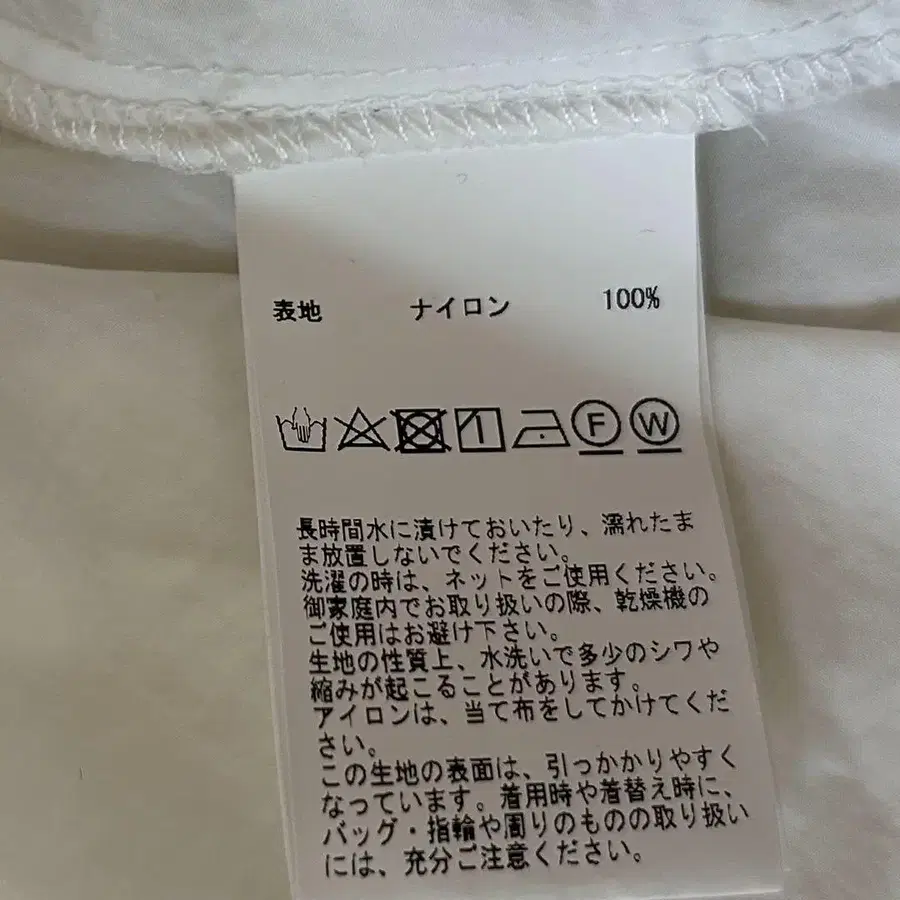 表地 ナイロン 100%
F W
長時間水に漬けておいたり、濡れたま
ま放置しないでください。
洗濯の時は、ネットをご使用ください。
御家庭内でお取り扱いの際、乾燥機の
ご使用はお避け下さい。
生地の性質上、水洗いで多少のシワや
縮みが起こることがあります。
アイロンは、当て布をしてかけてくだ
さい。
この生地の表面は、引っかかりやすく
なっています。着用時や着替え時に、
バッグ・指輪や周りのものの取り扱い
には、充分ご注意ください。